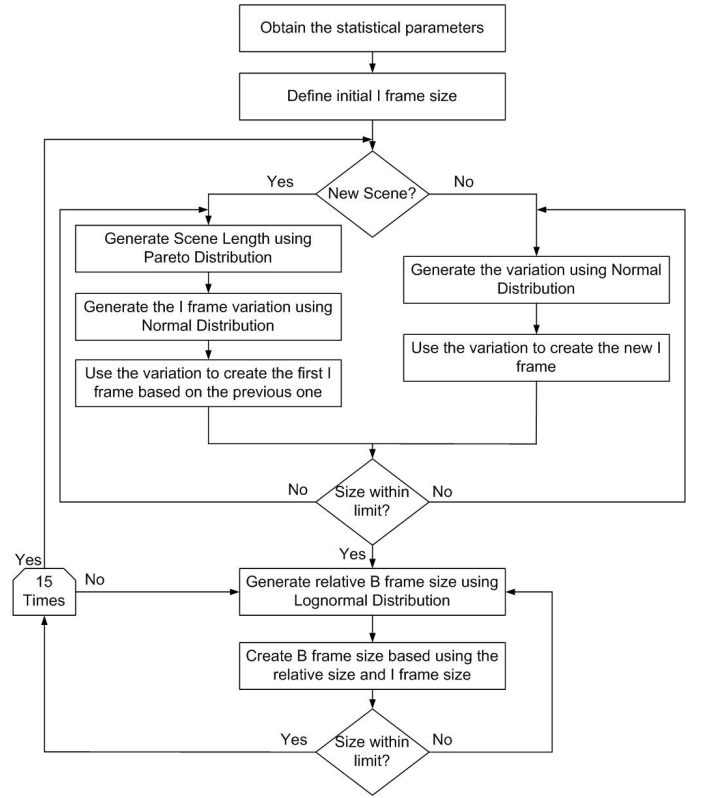 Obtain the statistical parameters
Define initial I frame size
Yes
New Scene?
No
Generate Scene Length using
Pareto Distribution
Generate the variation using Normal
Distribution
Generate the I frame variation using
Normal Distribution
Use the variation to create the new I
frame
Use the variation to create the first I
frame based on the previous one
No
Size within
limit?
No
Yes
Yes
15
Times
No
Generate relative B frame size using
Lognormal Distribution
Create B frame size based using the
relative size and I frame size
Yes
Size within
limit?
No